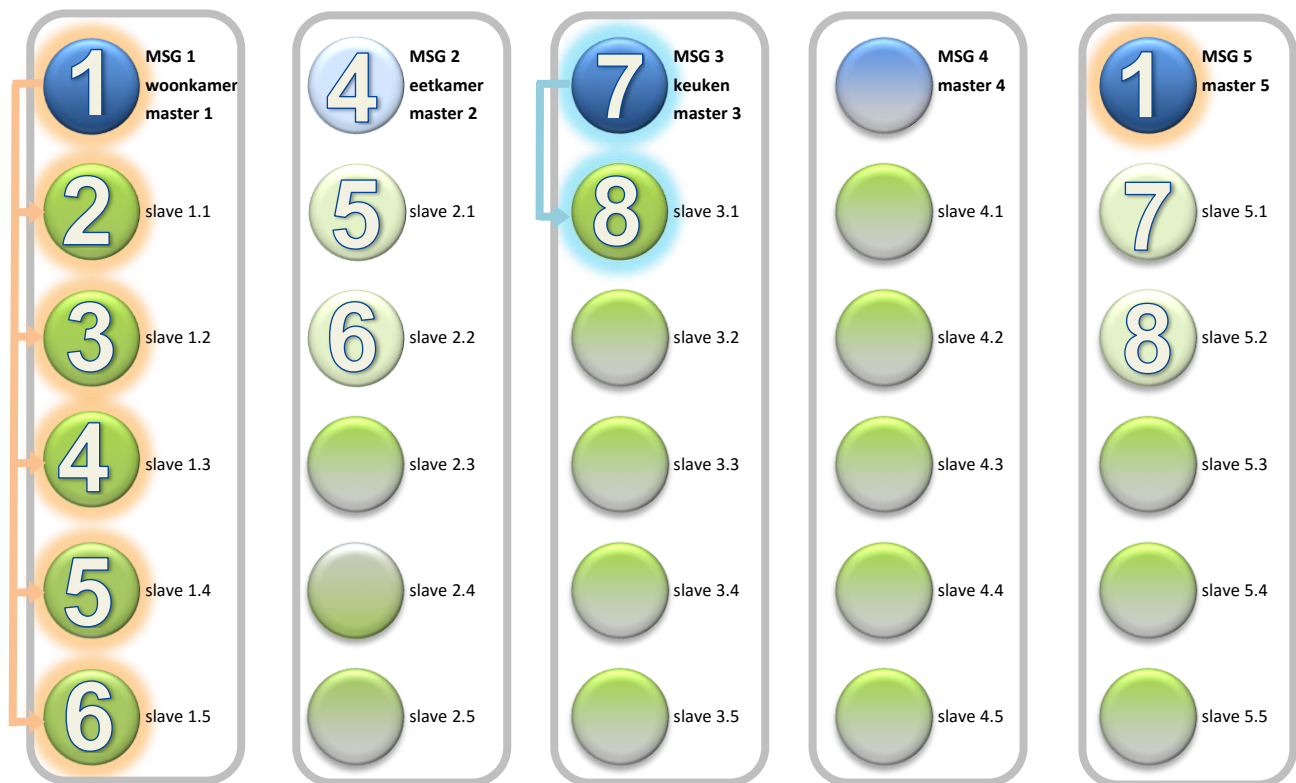 1
MSG 1
woonkamer
master 1
2
slave 1.1
3
slave 1.2
4
slave 1.3
5
slave 1.4
6
slave 1.5
4
MSG 2
eetkamer
master 2
5
slave 2.1
6
slave 2.2
slave 2.3
slave 2.4
slave 2.5
7
MSG 3
keuken
master 3
8
slave 3.1
slave 3.2
slave 3.3
slave 3.4
slave 3.5
MSG 4
master 4
slave 4.1
slave 4.2
slave 4.3
slave 4.4
slave 4.5
1
MSG 5
master 5
7
slave 5.1
8
slave 5.2
slave 5.3
slave 5.4
slave 5.5